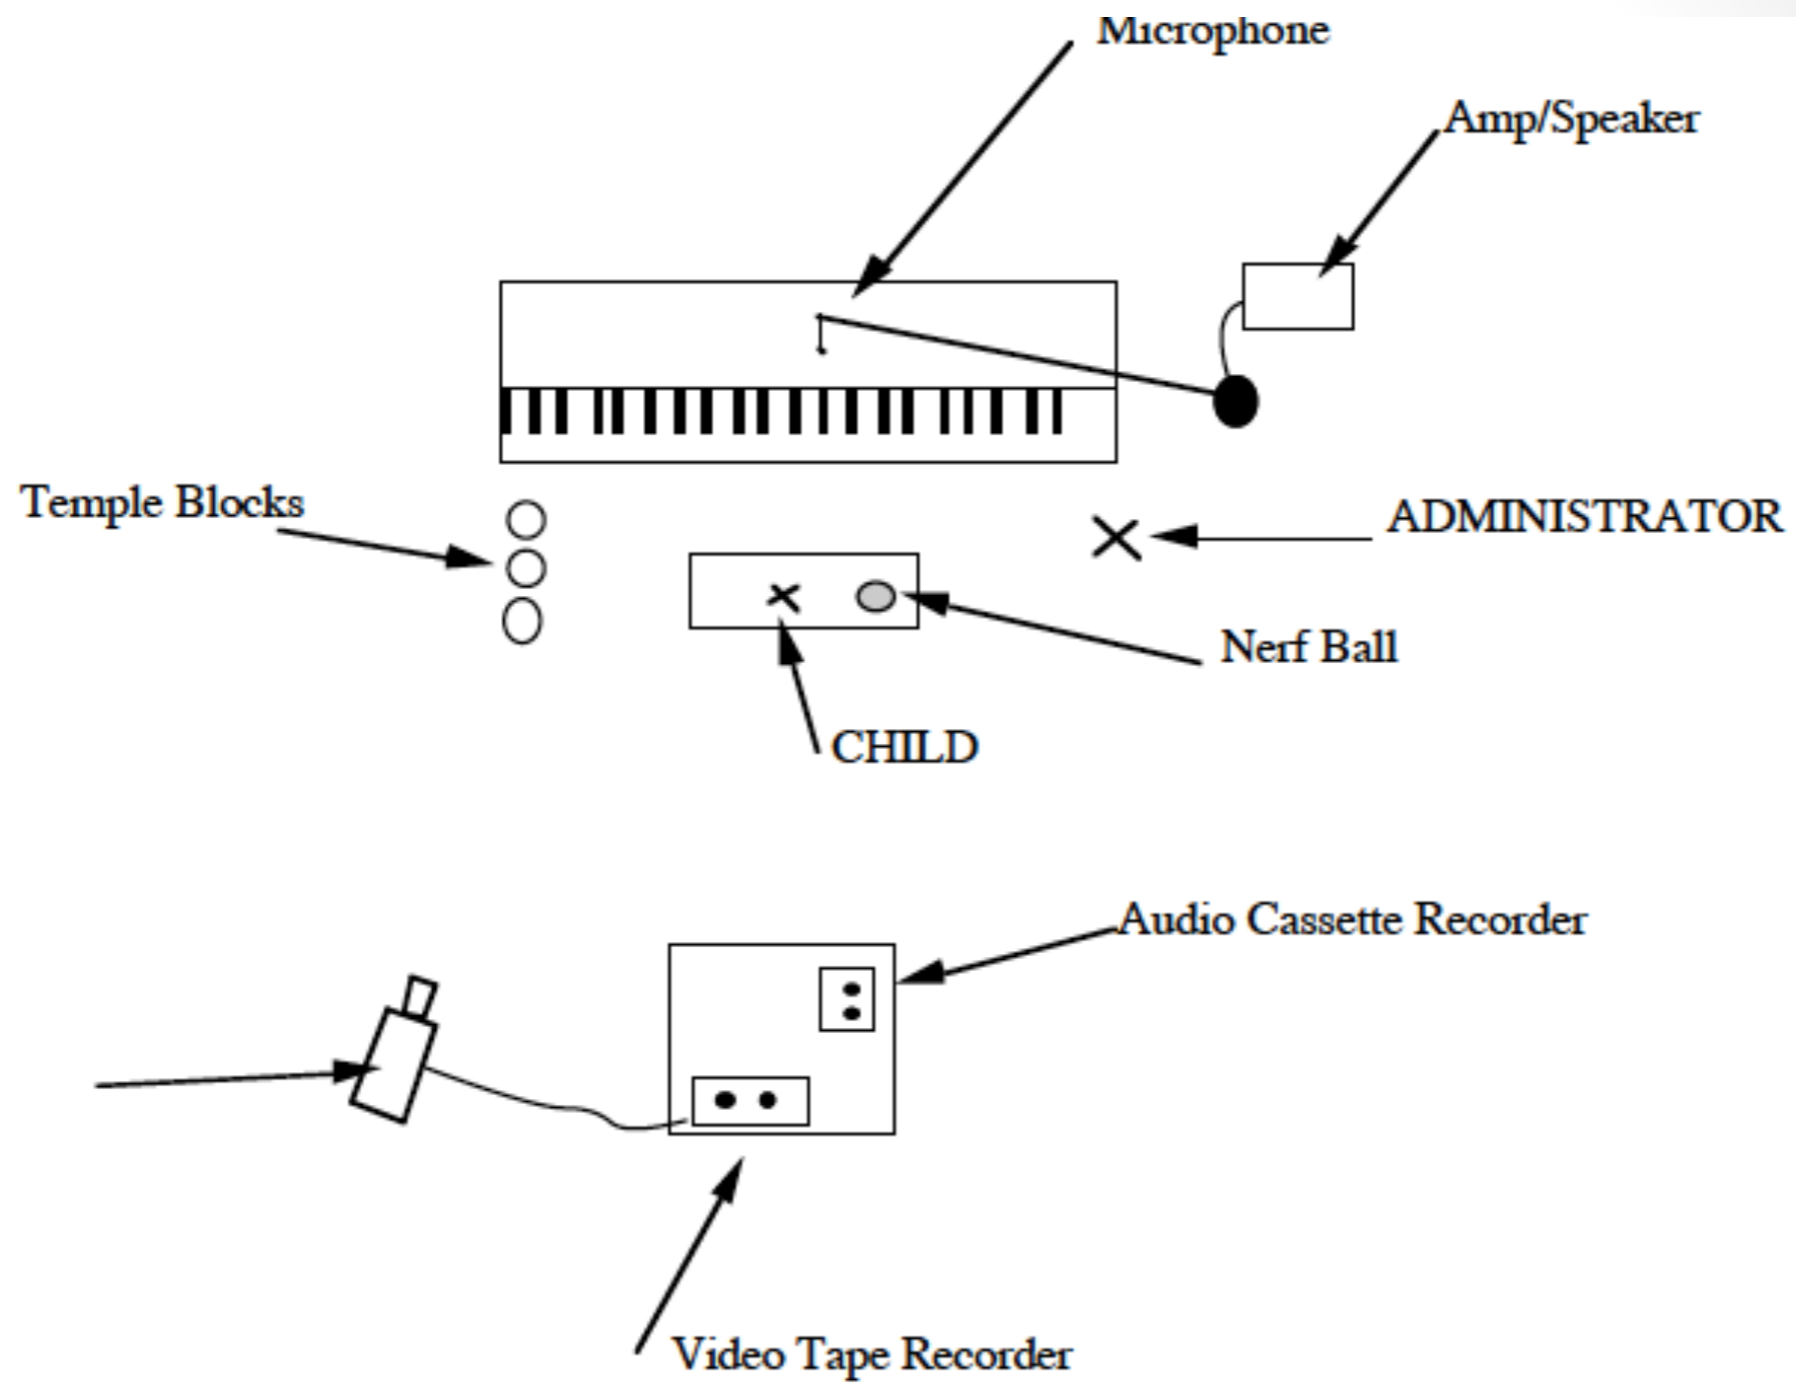 Microphone
Amp/Speaker
Temple Blocks
ADMINISTRATOR
Nerf Ball
CHILD
Audio Cassette Recorder
Video Tape Recorder